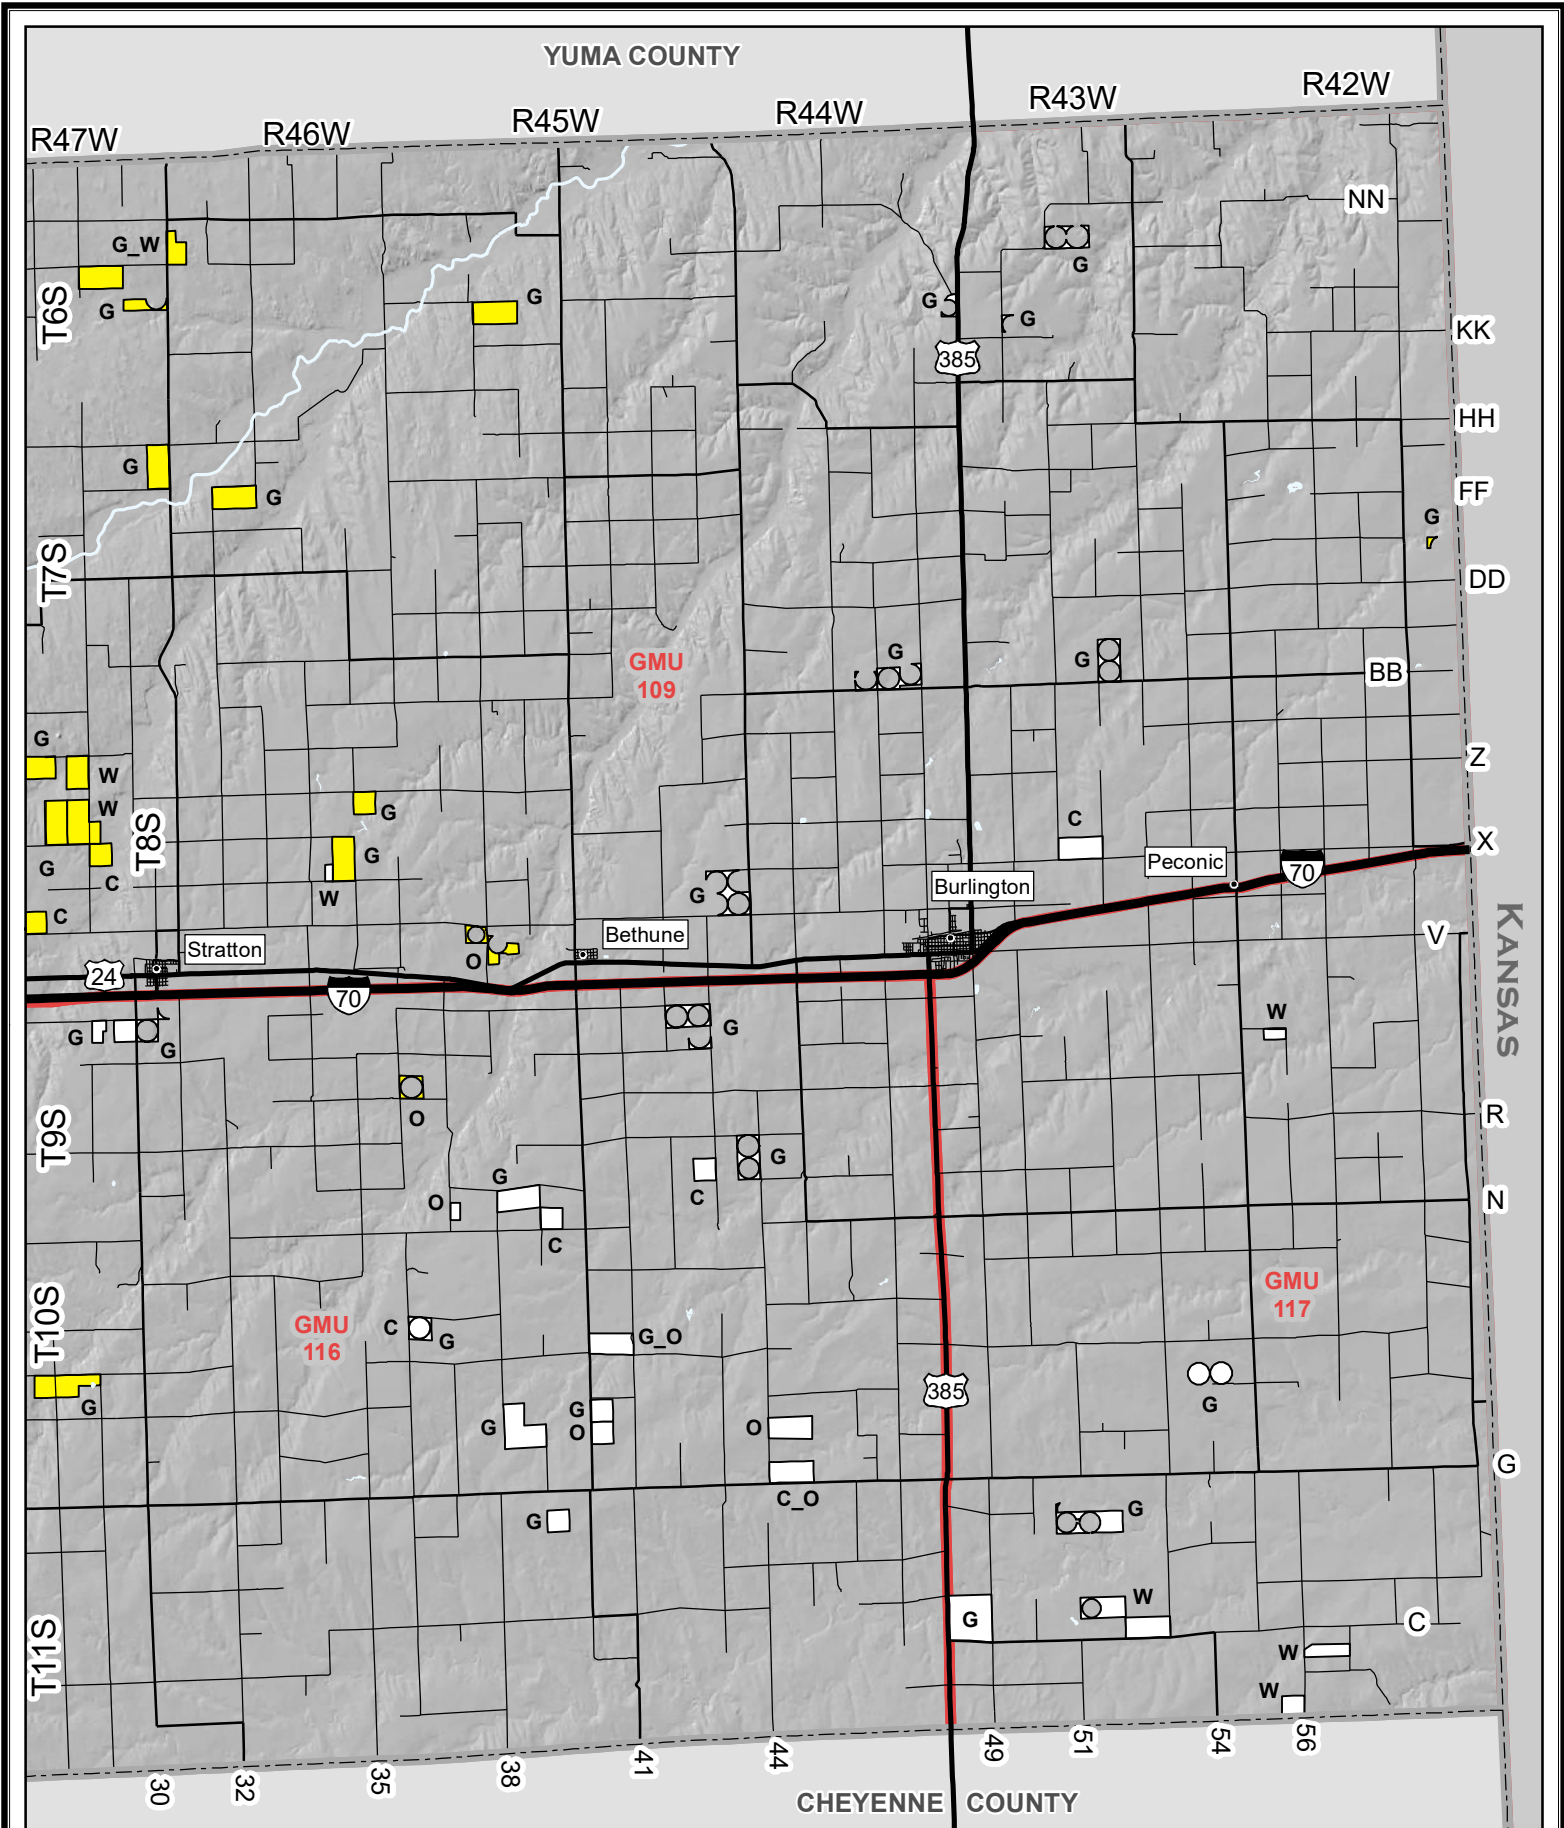 YUMA COUNTY
R42W
R43W
R44W
R45W
R46W
R47W
NN
G_W
G
G
G
G
G
T6S
KK
385
HH
G
FF
G
G
T7S
DD
GMU
109
G
G
BB
G
Z
W
W
G
C
T8S
X
G
G
C
W
Peconic
70
G
Burlington
C
V
Bethune
Stratton
O
24
70
KANSAS
W
G
G
G
O
R
T9S
G
G
O
C
N
C
GMU
117
T10S
GMU
116
C
G
G_O
385
G
G
G
G
O
O
G
C_O
G
G
W
G
C
T11S
W
W
30
32
35
38
41
44
49
51
54
56
CHEYENNE COUNTY